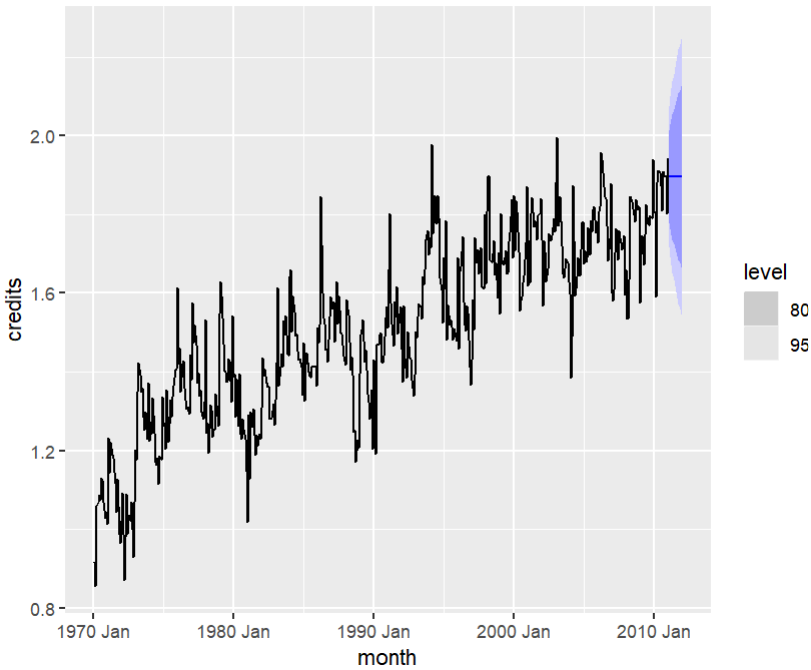 2.0
1.6
1.2
0.8
credits
1970 Jan
1980 Jan
1990 Jan
2000 Jan
2010 Jan
month
level
80
95